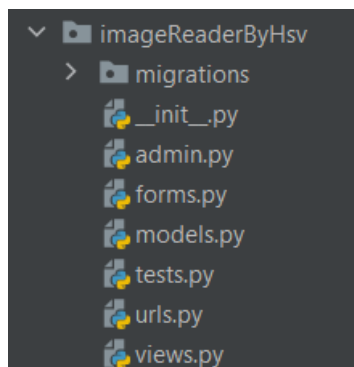 imageReaderByHsv
migrations
__init__.py
admin.py
forms.py
models.py
tests.py
urls.py
views.py